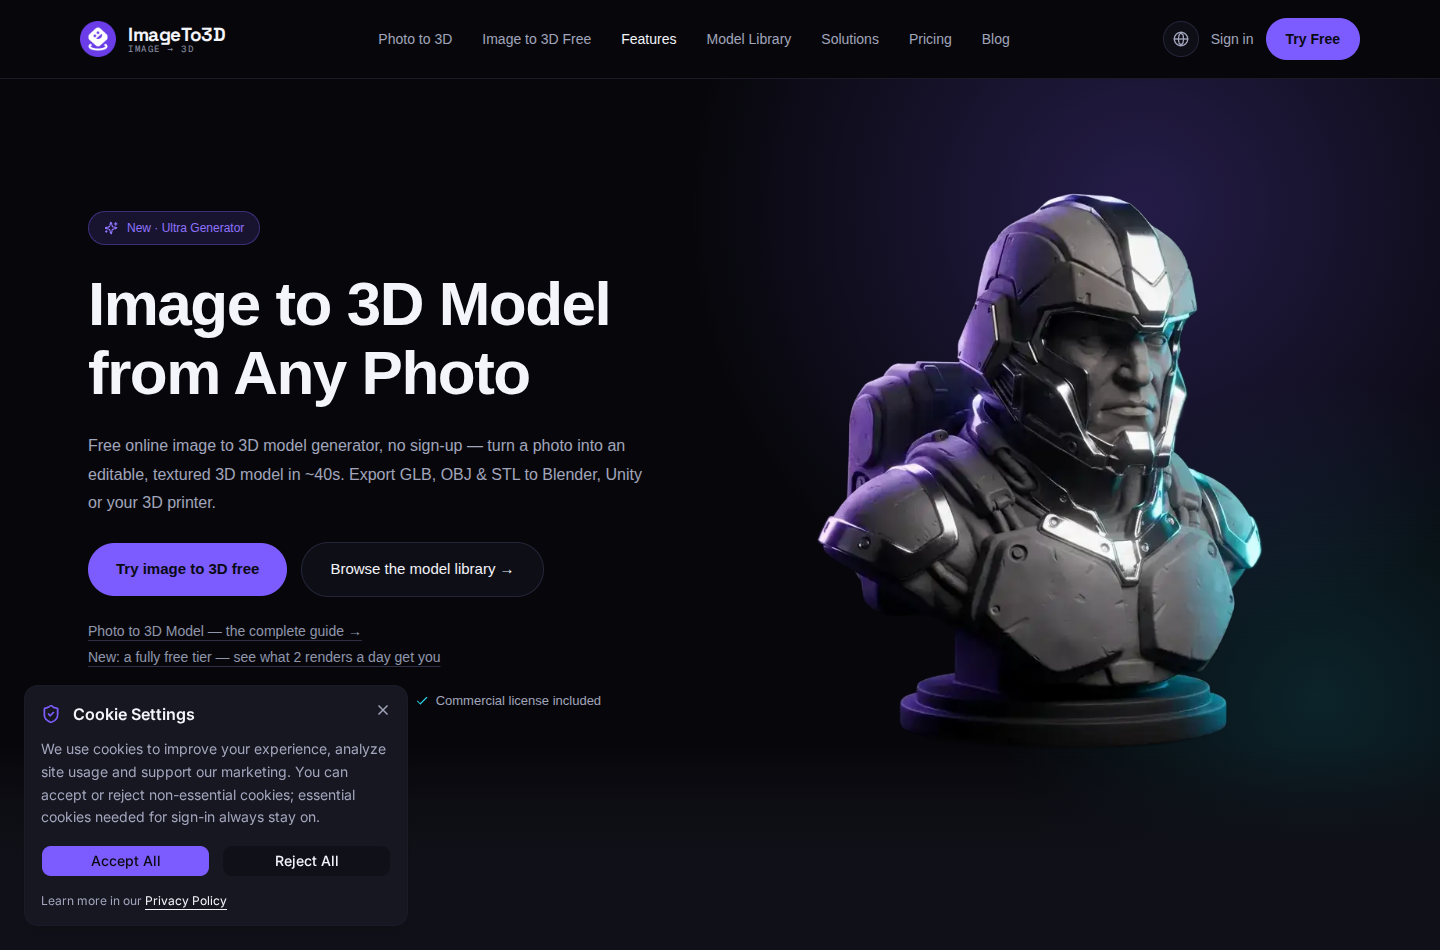 ImageTo3D
IMAGE → 3D
Photo to 3D
Image to 3D Free
Features
Model Library
Solutions
Pricing
Blog
Sign in
Try Free
New · Ultra Generator
Image to 3D Model
from Any Photo
Free online image to 3D model generator, no sign-up — turn a photo into an
editable, textured 3D model in ~40s. Export GLB, OBJ & STL to Blender, Unity
or your 3D printer.
Try image to 3D free
Browse the model library →
Photo to 3D Model — the complete guide →
New: a fully free tier — see what 2 renders a day get you
Commercial license included
Cookie Settings
We use cookies to improve your experience, analyze
site usage and support our marketing. You can
accept or reject non-essential cookies; essential
cookies needed for sign-in always stay on.
Accept All
Reject All
Learn more in our Privacy Policy